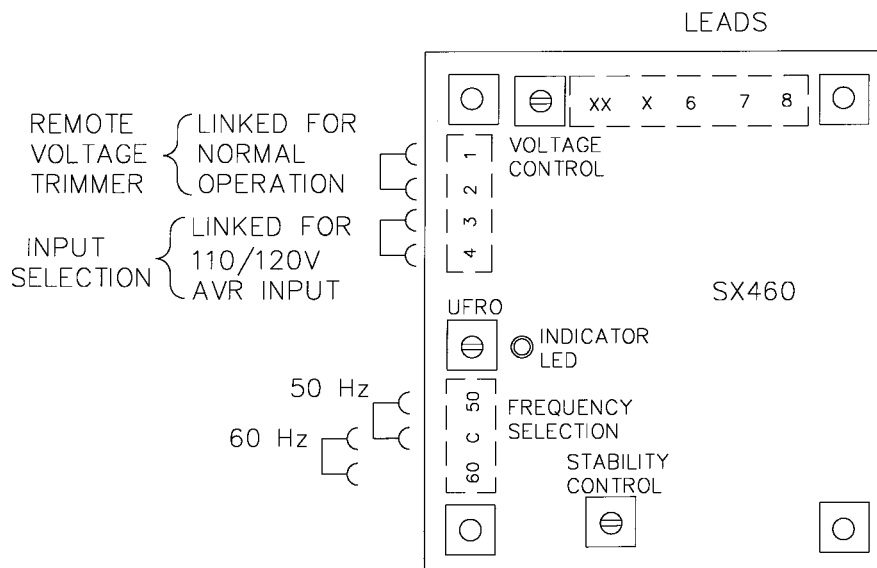 LEADS
XX X 6 7 8
VOLTAGE
CONTROL
REMOTE
VOLTAGE
TRIMMER
LINKED FOR
NORMAL
OPERATION
1
2
3
4
INPUT
SELECTION
LINKED FOR
110/120V
AVR INPUT
SX460
UFRO
INDICATOR
LED
50 Hz
60 Hz
50
C
60
FREQUENCY
SELECTION
STABILITY
CONTROL